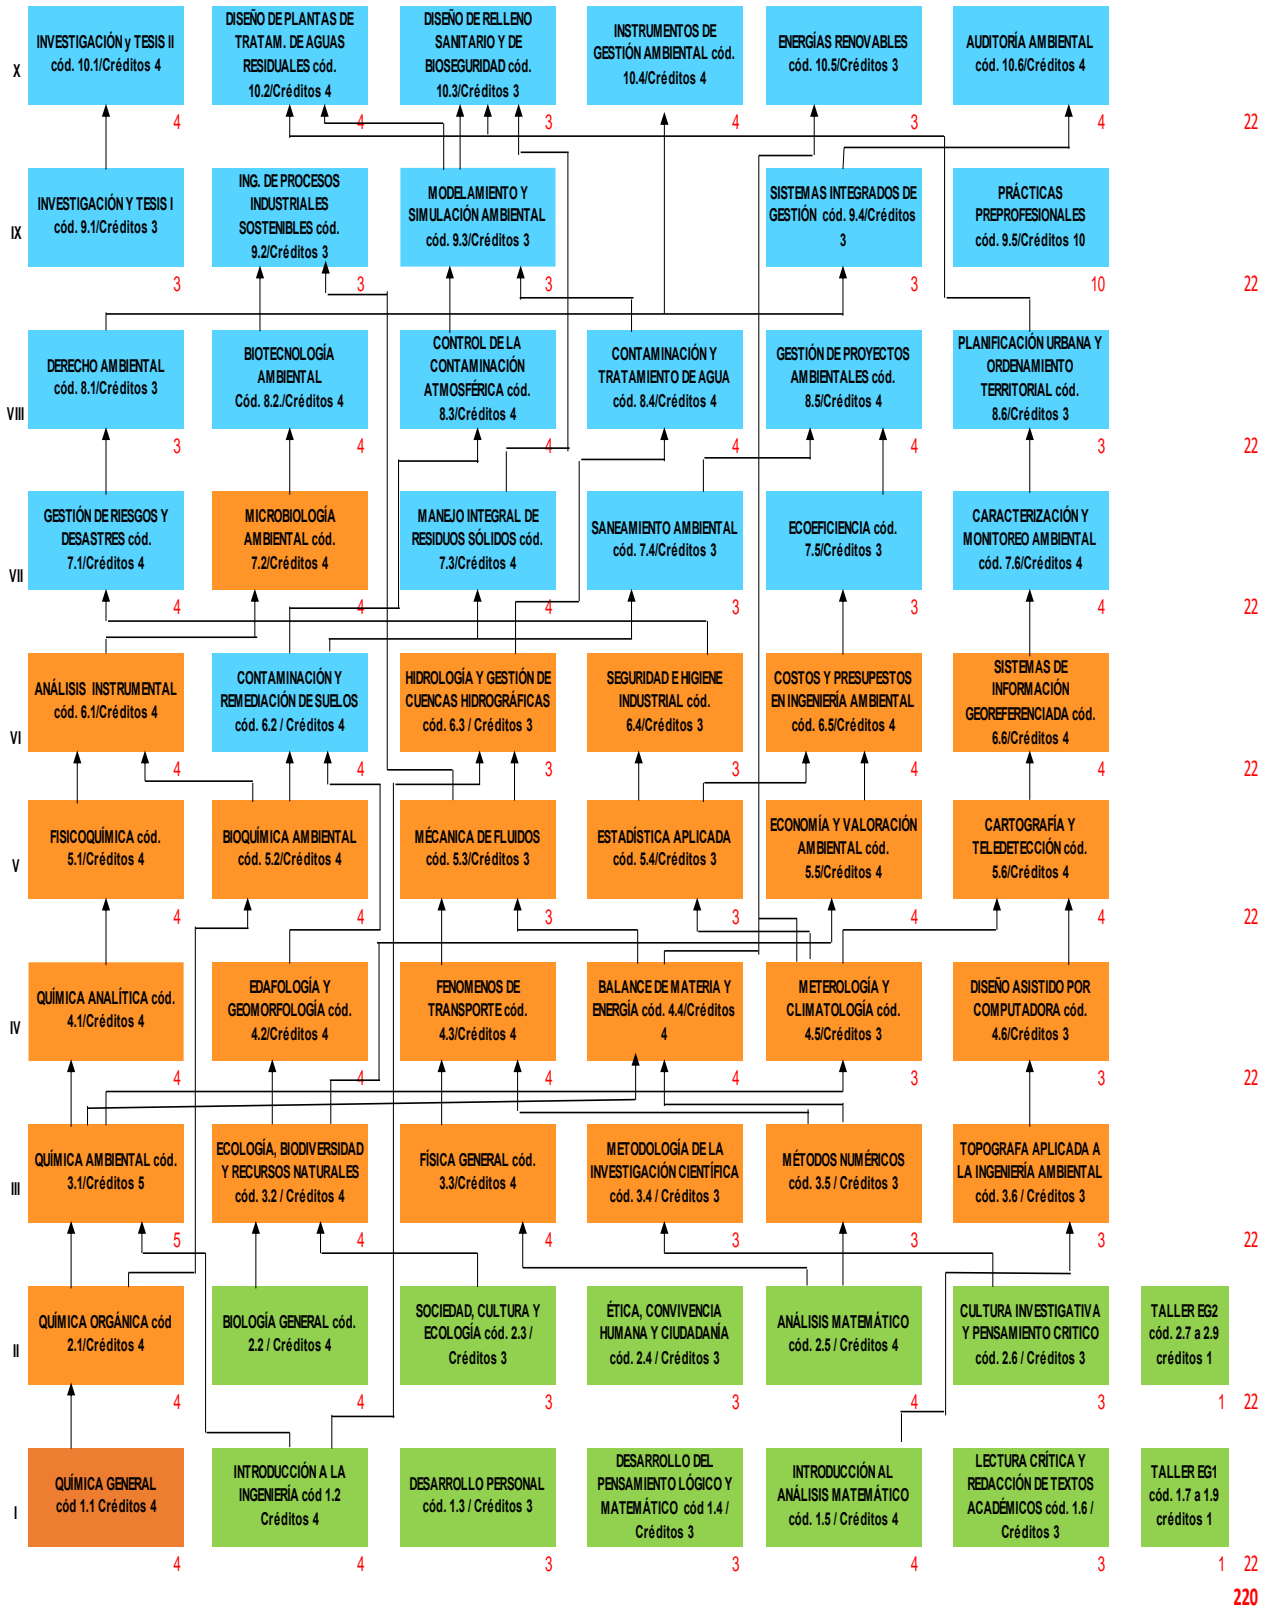 X
INVESTIGACIÓN y TESIS II
cód. 10.1/Créditos 4
DISEÑO DE PLANTAS DE
TRATAM. DE AGUAS
RESIDUALES cód.
10.2/Créditos 4
DISEÑO DE RELLENO
SANITARIO Y DE
BIOSEGURIDAD cód.
10.3/Créditos 3
INSTRUMENTOS DE
GESTIÓN AMBIENTAL cód.
10.4/Créditos 4
ENERGÍAS RENOVABLES
cód. 10.5/Créditos 3
AUDITORÍA AMBIENTAL
cód. 10.6/Créditos 4
4 4 3 4 3 4 22
IX
INVESTIGACIÓN Y TESIS I
cód. 9.1/Créditos 3
ING. DE PROCESOS
INDUSTRIALES
SOSTENIBLES cód.
9.2/Créditos 3
MODELAMIENTO Y
SIMULACIÓN AMBIENTAL
cód. 9.3/Créditos 3
SISTEMAS INTEGRADOS DE
GESTIÓN cód. 9.4/Créditos
3
PRÁCTICAS
PREPROFESIONALES
cód. 9.5/Créditos 10
3 3 3 3 10 22
VIII
DERECHO AMBIENTAL
cód. 8.1/Créditos 3
BIOTECNOLOGÍA
AMBIENTAL
Cód. 8.2./Créditos 4
CONTROL DE LA
CONTAMINACIÓN
ATMOSFÉRICA cód.
8.3/Créditos 4
CONTAMINACIÓN Y
TRATAMIENTO DE AGUA
cód. 8.4/Créditos 4
GESTIÓN DE PROYECTOS
AMBIENTALES cód.
8.5/Créditos 4
PLANIFICACIÓN URBANA Y
ORDENAMIENTO
TERRITORIAL cód.
8.6/Créditos 3
3 4 4 4 4 3 22
VII
GESTIÓN DE RIESGOS Y
DESASTRES cód.
7.1/Créditos 4
MICROBIOLOGÍA
AMBIENTAL cód.
7.2/Créditos 4
MANEJO INTEGRAL DE
RESIDUOS SÓLIDOS cód.
7.3/Créditos 4
SANEAMIENTO AMBIENTAL
cód. 7.4/Créditos 3
ECOEFICIENCIA cód.
7.5/Créditos 3
CARACTERIZACIÓN Y
MONITOREO AMBIENTAL
cód. 7.6/Créditos 4
4 4 4 3 3 4 22
VI
ANÁLISIS INSTRUMENTAL
cód. 6.1/Créditos 4
CONTAMINACIÓN Y
REMEDIACIÓN DE SUELOS
cód. 6.2 / Créditos 4
HIDROLOGÍA Y GESTIÓN DE
CUENCAS HIDROGRÁFICAS
cód. 6.3 / Créditos 3
SEGURIDAD E HIGIENE
INDUSTRIAL cód.
6.4/Créditos 3
COSTOS Y PRESUPESTOS
EN INGENIERÍA AMBIENTAL
cód. 6.5/Créditos 4
SISTEMAS DE
INFORMACIÓN
GEOREFERENCIADA cód.
6.6/Créditos 4
4 4 3 3 4 4 22
V
FISICOQUÍMICA cód.
5.1/Créditos 4
BIOQUÍMICA AMBIENTAL
cód. 5.2/Créditos 4
MÉCANICA DE FLUIDOS
cód. 5.3/Créditos 3
ESTADÍSTICA APLICADA
cód. 5.4/Créditos 3
ECONOMÍA Y VALORACIÓN
AMBIENTAL cód.
5.5/Créditos 4
CARTOGRAFÍA Y
TELEDETECCIÓN cód.
5.6/Créditos 4
4 4 3 3 4 4 22
IV
QUÍMICA ANALÍTICA cód.
4.1/Créditos 4
EDAFOLOGÍA Y
GEOMORFOLOGÍA cód.
4.2/Créditos 4
FENOMENOS DE
TRANSPORTE cód.
4.3/Créditos 4
BALANCE DE MATERIA Y
ENERGÍA cód. 4.4/Créditos
4
METEROLOGÍA Y
CLIMATOLOGÍA cód.
4.5/Créditos 3
DISEÑO ASISTIDO POR
COMPUTADORA cód.
4.6/Créditos 3
4 4 4 4 3 3 22
III
QUÍMICA AMBIENTAL cód.
3.1/Créditos 5
ECOLOGÍA, BIODIVERSIDAD
Y RECURSOS NATURALES
cód. 3.2 / Créditos 4
FÍSICA GENERAL cód.
3.3/Créditos 4
METODOLOGÍA DE LA
INVESTIGACIÓN CIENTÍFICA
cód. 3.4 / Créditos 3
MÉTODOS NUMÉRICOS
cód. 3.5 / Créditos 3
TOPOGRAFA APLICADA A
LA INGENIERÍA AMBIENTAL
cód. 3.6 / Créditos 3
5 4 4 3 3 3 22
II
QUÍMICA ORGÁNICA cód
2.1/Créditos 4
BIOLOGÍA GENERAL cód.
2.2 / Créditos 4
SOCIEDAD, CULTURA Y
ECOLOGÍA cód. 2.3 /
Créditos 3
ÉTICA, CONVIVENCIA
HUMANA Y CIUDADANÍA
cód. 2.4 / Créditos 3
ANÁLISIS MATEMÁTICO
cód. 2.5 / Créditos 4
CULTURA INVESTIGATIVA
Y PENSAMIENTO CRITICO
cód. 2.6 / Créditos 3
TALLER EG2
cód. 2.7 a 2.9
créditos 1
4 4 3 3 4 3 1 22
I
QUÍMICA GENERAL
cód 1.1 Créditos 4
INTRODUCCIÓN A LA
INGENIERÍA cód 1.2
Créditos 4
DESARROLLO PERSONAL
cód. 1.3 / Créditos 3
DESARROLLO DEL
PENSAMIENTO LÓGICO Y
MATEMÁTICO cód 1.4 /
Créditos 3
INTRODUCCIÓN AL
ANÁLISIS MATEMÁTICO
cód. 1.5 / Créditos 4
LECTURA CRÍTICA Y
REDACCIÓN DE TEXTOS
ACADÉMICOS cód. 1.6 /
Créditos 3
TALLER EG1
cód. 1.7 a 1.9
créditos 1
4 4 3 3 4 3 1 22
220